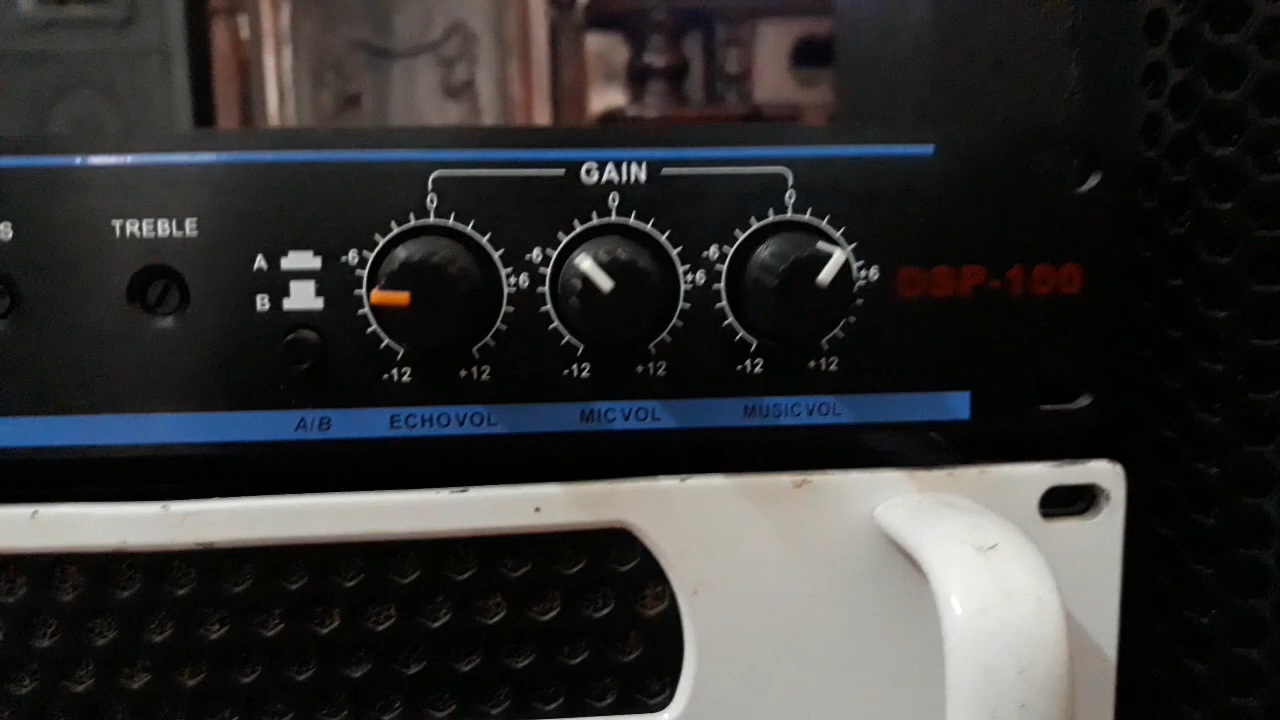 GAIN
0 0 0
S TREBLE
A -6 +6 -6 +6 -6 +6 DSP-100
B
-12 +12 -12 +12 -12 +12
A/B ECHO VOL MIC VOL MUSIC VOL